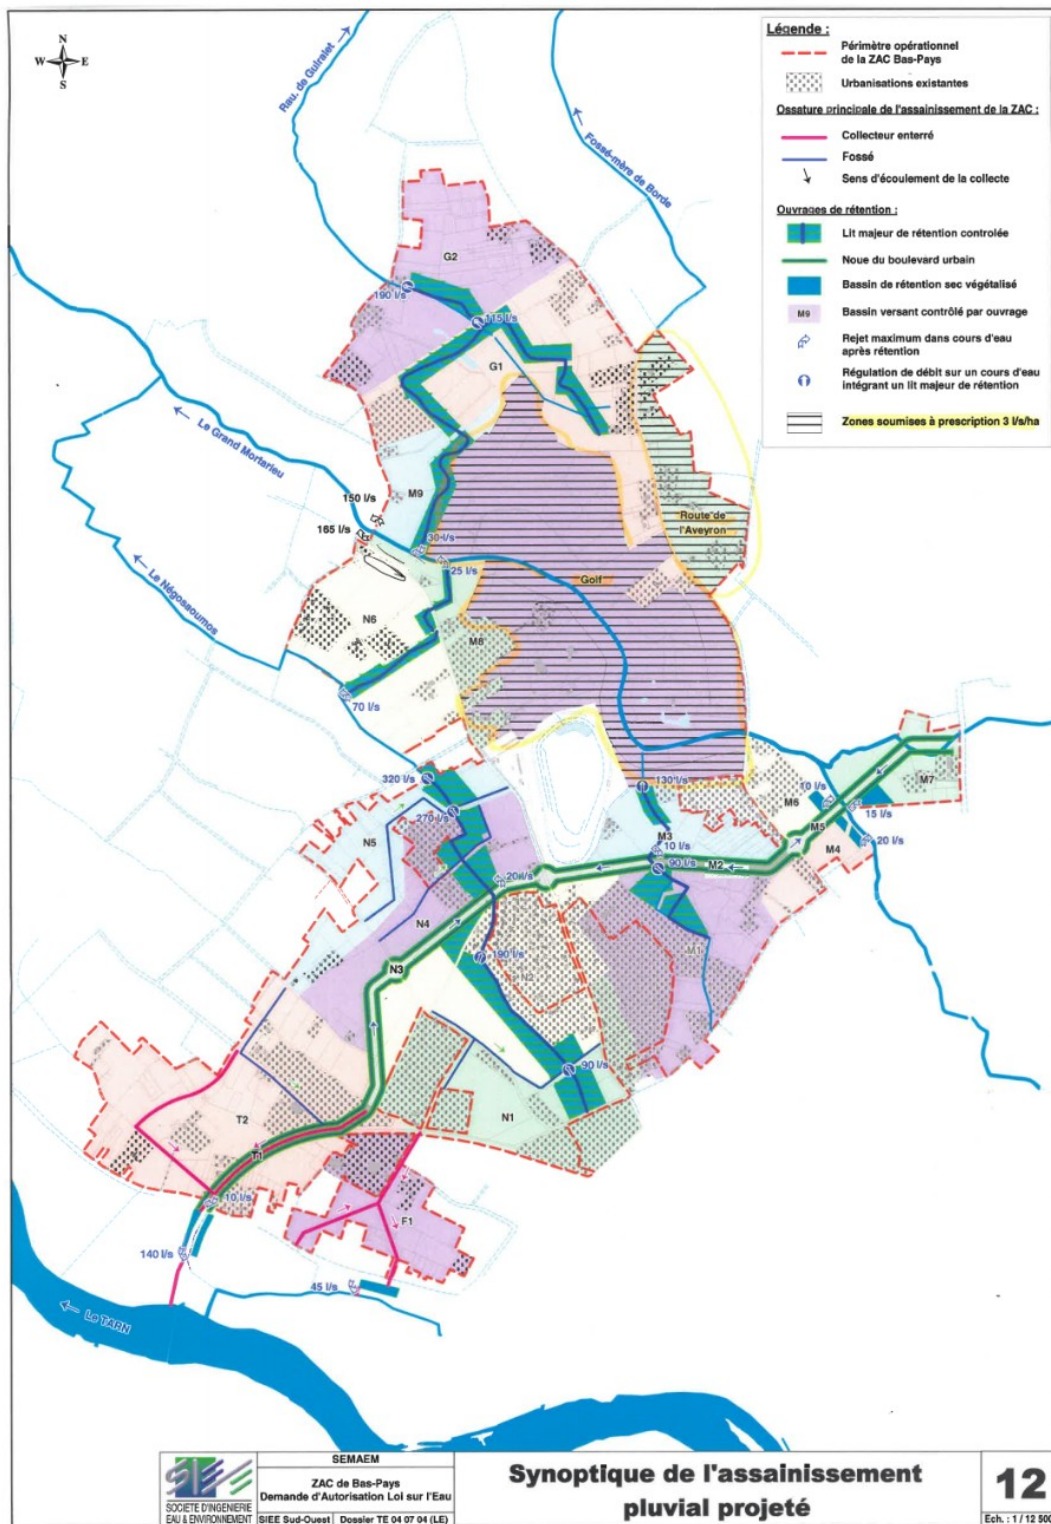 N
W E
S
Rau. de Guiralet
Fossé-mère de Borde
Légende :
Périmètre opérationnel
de la ZAC Bas-Pays
Urbanisations existantes
Ossature principale de l'assainissement de la ZAC :
Collecteur enterré
Fossé
Sens d'écoulement de la collecte
Ouvrages de rétention :
Lit majeur de rétention controlée
Noue du boulevard urbain
Bassin de rétention sec végétalisé
M9 Bassin versant contrôlé par ouvrage
Rejet maximum dans cours d'eau
après rétention
Régulation de débit sur un cours d'eau
intégrant un lit majeur de rétention
Zones soumises à prescription 3 l/s/ha
G2
190 l/s
115 l/s
G1
Le Grand Mortarieu
M9
150 l/s
165 l/s
30 l/s
25 l/s
Route de
l'Aveyron
Golf
Le Négosaoumos
N6
M8
70 l/s
320 l/s
130 l/s
270 l/s
N5
M6
10 l/s
M7
15 l/s
M5
M3
10 l/s
M4
20 l/s
M2
90 l/s
20 l/s
N4
M1
190 l/s
N3
N2
90 l/s
N1
T2
T1
10 l/s
F1
140 l/s
45 l/s
Le TARN
SIEE
SOCIETE D'INGENIERIE
EAU & ENVIRONNEMENT
SEMAEM
ZAC de Bas-Pays
Demande d'Autorisation Loi sur l'Eau
SIEE Sud-Ouest Dossier TE 04 07 04 (LE)
Synoptique de l'assainissement
pluvial projeté
12
Ech. : 1 / 12 500